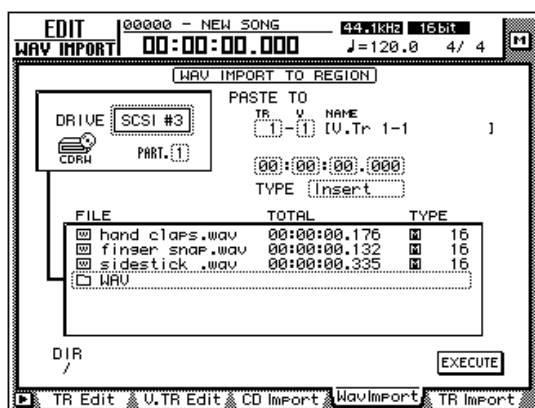 EDIT
WAV IMPORT
00000 - NEW SONG
00:00:00.000
44.1kHz 16bit
♩=120.0 4/ 4
M
WAV IMPORT TO REGION
DRIVE SCSI #3
CDRW
PART. 1
PASTE TO
TR V NAME
1-1 [V.Tr 1-1 ]
00:00:00.000
TYPE Insert
FILE TOTAL TYPE
W hand claps.wav 00:00:00.176 M 16
W finger snap.wav 00:00:00.132 M 16
W sidestick .wav 00:00:00.335 M 16
WAV
DIR
/
EXECUTE
TR Edit V.TR Edit CD Import WavImport TR Import